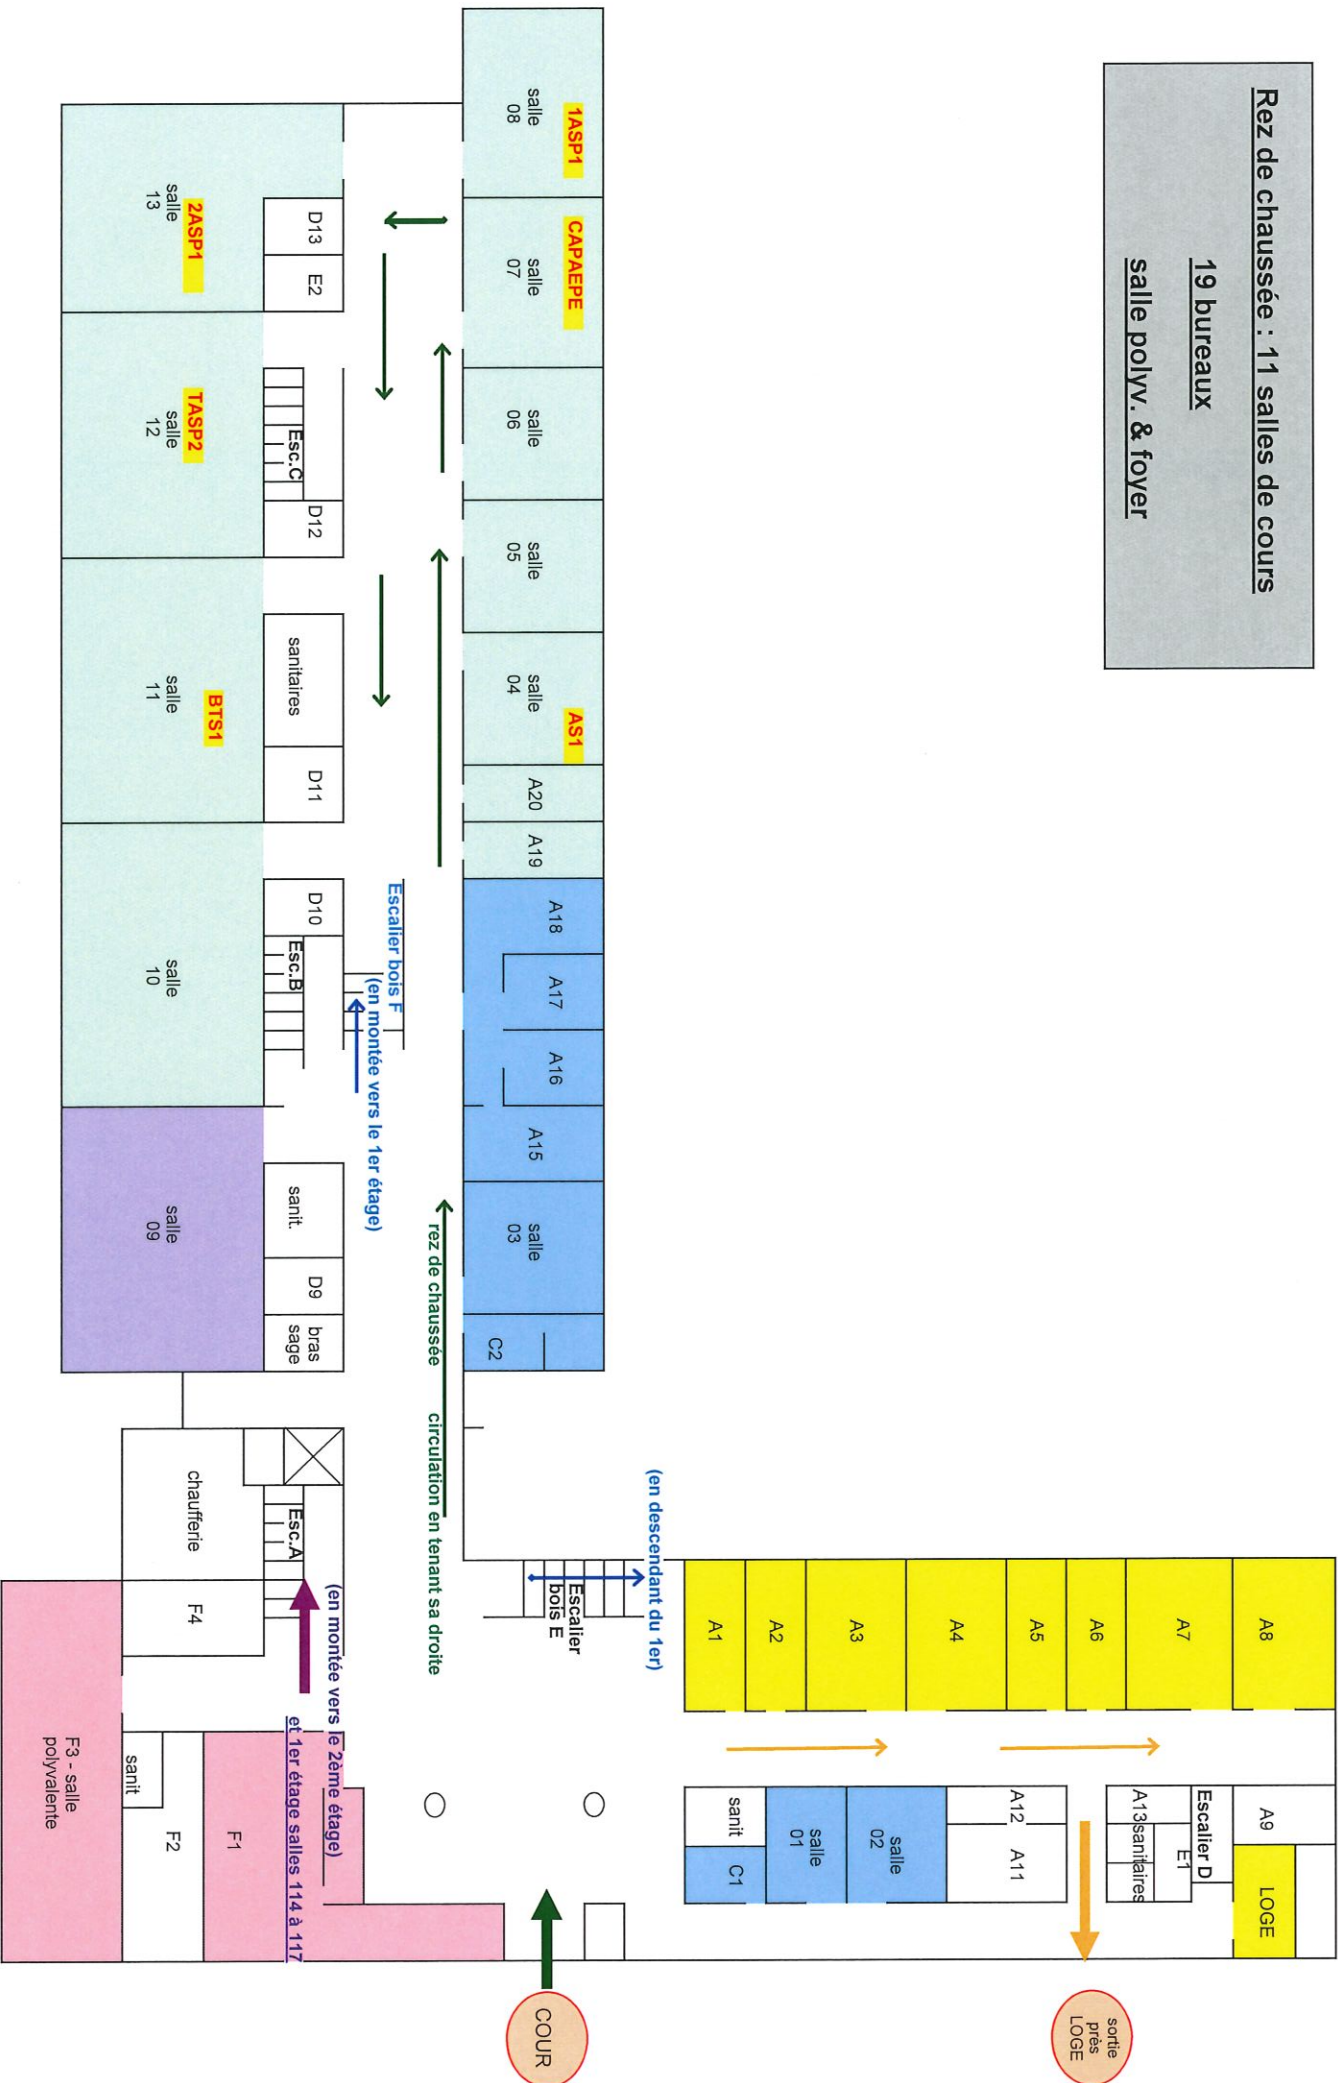 Rez de chaussée : 11 salles de cours
19 bureaux
salle polyv. & foyer
A8
A7
A6
A5
A4
A3
A2
A1
A9
LOGE
Escalier D
E1
A13
sanitaires
A12
A11
salle
02
salle
01
sanit
C1
sortie
près
LOGE
(en descendant du 1er)
Escalier
bois E
COUR
1ASP1
salle
08
CAPAEPE
salle
07
salle
06
salle
05
AS1
salle
04
A20
A19
A18
A17
A16
A15
salle
03
C2
rez de chaussée
circulation en tenant sa droite
Escalier bois F
(en montée vers le 1er étage)
D13
E2
Esc.C
D12
sanitaires
D11
D10
Esc.B
sanit.
D9
bras
sage
Esc.A
(en montée vers le 2ème étage)
et 1er étage salles 114 à 117
2ASP1
salle
13
TASP2
salle
12
BTS1
salle
11
salle
10
salle
09
chaufferie
F4
F1
F2
sanit
F3 - salle
polyvalente